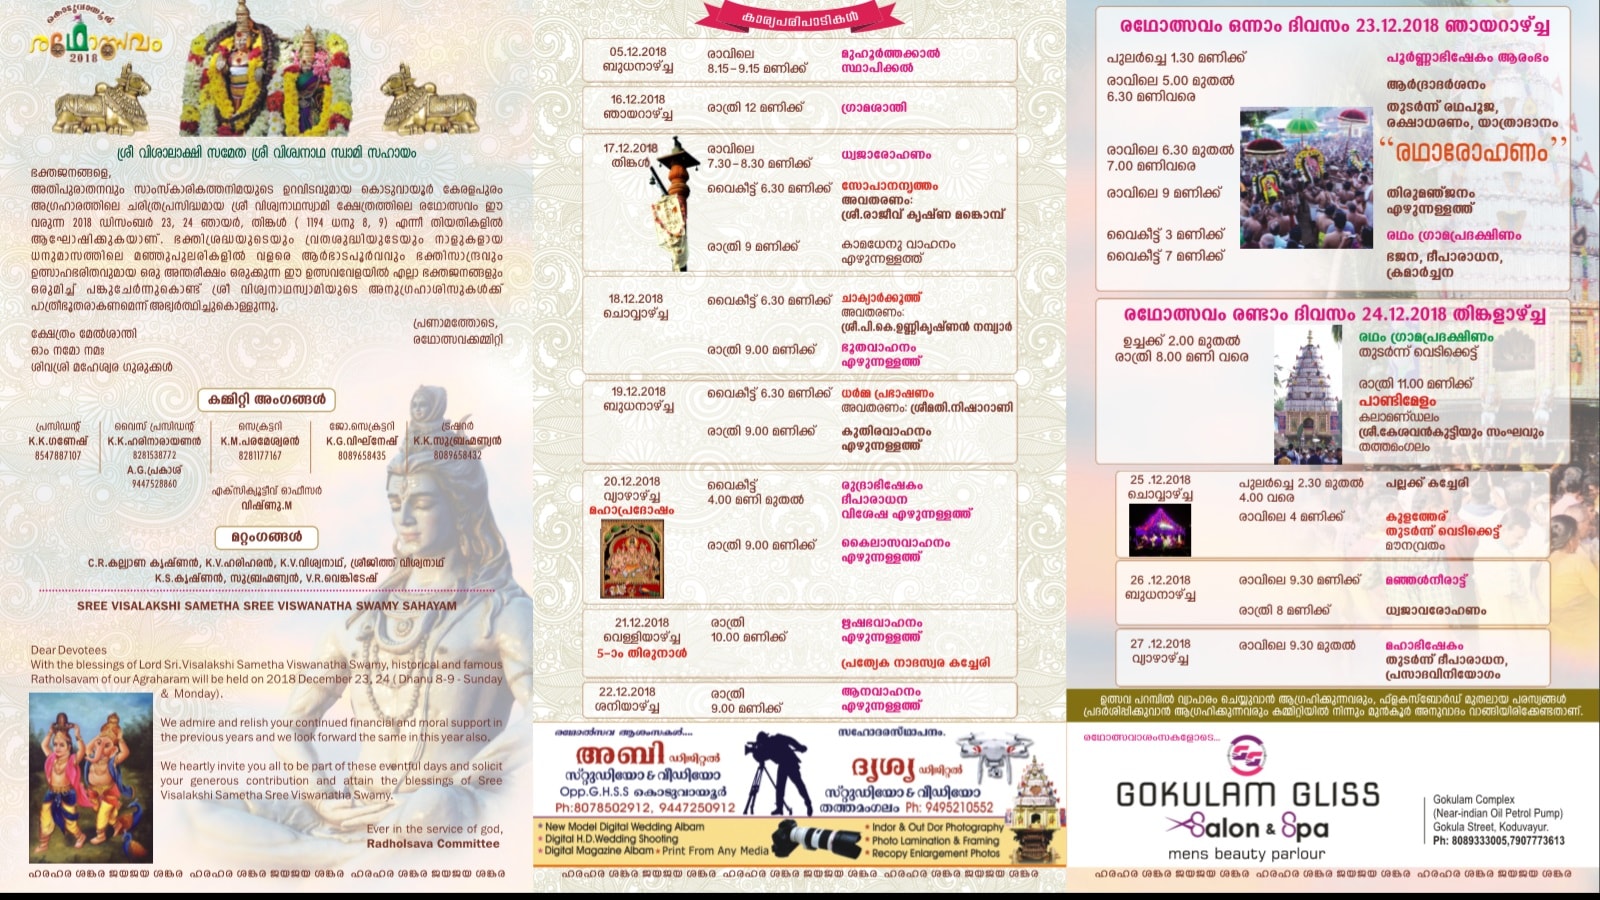 കൊടുവായൂർ
രഥോത്സവം
2018
ശ്രീ വിശാലാക്ഷി സമേത ശ്രീ വിശ്വനാഥ സ്വാമി സഹായം
ഭക്തജനങ്ങളെ,
അതിപുരാതനവും സാംസ്കാരികത്തനിമയുടെ ഉറവിടവുമായ കൊടുവായൂർ കേരളപുരം
അഗ്രഹാരത്തിലെ ചരിത്രപ്രസിദ്ധമായ ശ്രീ വിശ്വനാഥസ്വാമി ക്ഷേത്രത്തിലെ രഥോത്സവം ഈ
വരുന്ന 2018 ഡിസംബർ 23, 24 ഞായർ, തിങ്കൾ ( 1194 ധനു 8, 9) എന്നീ തിയതികളിൽ
ആഘോഷിക്കുകയാണ്. ഭക്തിശ്രദ്ധയുടെയും വ്രതശുദ്ധിയുടേയും നാളുകളായ
ധനുമാസത്തിലെ മഞ്ഞുപുലരികളിൽ വളരെ ആർഭാടപൂർവവും ഭക്തിസാന്ദ്രവും
ഉത്സാഹഭരിതവുമായ ഒരു അന്തരീക്ഷം ഒരുക്കുന്ന ഈ ഉത്സവവേളയിൽ എല്ലാ ഭക്തജനങ്ങളും
ഒരുമിച്ച് പങ്കുചേർന്നുകൊണ്ട് ശ്രീ വിശ്വനാഥസ്വാമിയുടെ അനുഗ്രഹാശിസുകൾക്ക്
പാത്രീഭൂതരാകണമെന്ന് അഭ്യർത്ഥിച്ചുകൊള്ളുന്നു.
പ്രണാമത്തോടെ,
രഥോത്സവക്കമ്മിറ്റി
ക്ഷേത്രം മേൽശാന്തി
ഓം നമോ നമഃ
ശിവശ്രീ മഹേശ്വര ഗുരുക്കൾ
കമ്മിറ്റി അംഗങ്ങൾ
പ്രസിഡന്റ്
K.K.ഗണേഷ്
8547887107
വൈസ് പ്രസിഡന്റ്
K.K.ഹരിനാരായണൻ
8281538772
A.G.പ്രകാശ്
9447528860
സെക്രട്ടറി
K.M.പരമേശ്വരൻ
8281177167
ജോ.സെക്രട്ടറി
K.G.വിഘ്നേഷ്
8089658435
ട്രഷറർ
K.K.സുബ്രഹ്മണ്യൻ
8089658432
എക്സിക്യൂട്ടീവ് ഓഫീസർ
വിഷ്ണു.M
മറ്റംഗങ്ങൾ
C.R.കല്യാണ കൃഷ്ണൻ, K.V.ഹരിഹരൻ, K.V.വിശ്വനാഥ്, ശ്രീജിത്ത് വിശ്വനാഥ്
K.S.കൃഷ്ണൻ, സുബ്രഹ്മണ്യൻ, V.R.വെങ്കിടേഷ്
SREE VISALAKSHI SAMETHA SREE VISWANATHA SWAMY SAHAYAM
Dear Devotees
With the blessings of Lord Sri.Visalakshi Sametha Viswanatha Swamy, historical and famous
Ratholsavam of our Agraharam will be held on 2018 December 23, 24 ( Dhanu 8-9 - Sunday
& Monday).
We admire and relish your continued financial and moral support in
the previous years and we look forward the same in this year also.
We heartly invite you all to be part of these eventful days and solicit
your generous contribution and attain the blessings of Sree
Visalakshi Sametha Sree Viswanatha Swamy.
Ever in the service of god,
Radholsava Committee
ഹരഹര ശങ്കര ജയജയ ശങ്കര ഹരഹര ശങ്കര ജയജയ ശങ്കര ഹരഹര ശങ്കര ജയജയ ശങ്കര
കാര്യപരിപാടികൾ
05.12.2018 രാവിലെ മുഹൂർത്തക്കാൽ
ബുധനാഴ്ച്ച 8.15-9.15 മണിക്ക് സ്ഥാപിക്കൽ
16.12.2018
ഞായറാഴ്ച്ച രാത്രി 12 മണിക്ക് ഗ്രാമശാന്തി
17.12.2018 രാവിലെ
തിങ്കൾ 7.30-8.30 മണിക്ക് ധ്വജാരോഹണം
വൈകീട്ട് 6.30 മണിക്ക് സോപാനനൃത്തം
അവതരണം:
ശ്രീ.രാജീവ് കൃഷ്ണ മങ്കൊമ്പ്
രാത്രി 9 മണിക്ക് കാമധേനു വാഹനം
എഴുന്നള്ളത്ത്
18.12.2018 വൈകീട്ട് 6.30 മണിക്ക് ചാക്യാർക്കൂത്ത്
ചൊവ്വാഴ്ച്ച അവതരണം:
ശ്രീ.പി.കെ.ഉണ്ണികൃഷ്ണൻ നമ്പ്യാർ
രാത്രി 9.00 മണിക്ക് ഭൂതവാഹനം
എഴുന്നള്ളത്ത്
19.12.2018 വൈകീട്ട് 6.30 മണിക്ക് ധർമ്മ പ്രഭാഷണം
ബുധനാഴ്ച്ച അവതരണം: ശ്രീമതി.നിഷാറാണി
രാത്രി 9.00 മണിക്ക് കുതിരവാഹനം
എഴുന്നള്ളത്ത്
20.12.2018 വൈകീട്ട് രുദ്രാഭിഷേകം
വ്യാഴാഴ്ച്ച 4.00 മണി മുതൽ ദീപാരാധന
മഹാപ്രദോഷം വിശേഷ എഴുന്നള്ളത്ത്
രാത്രി 9.00 മണിക്ക് കൈലാസവാഹനം
എഴുന്നള്ളത്ത്
21.12.2018 രാത്രി ഋഷഭവാഹനം
വെള്ളിയാഴ്ച്ച 10.00 മണിക്ക് എഴുന്നള്ളത്ത്
5-ാം തിരുനാൾ
പ്രത്യേക നാദസ്വര കച്ചേരി
22.12.2018 രാത്രി ആനവാഹനം
ശനിയാഴ്ച്ച 9.00 മണിക്ക് എഴുന്നള്ളത്ത്
രഥോൽസവ ആശംസകൾ....
അബി ഡിജിറ്റൽ
സ്റ്റുഡിയോ & വീഡിയോ
Opp.G.H.S.S കൊടുവായൂർ
Ph:8078502912, 9447250912
സഹോദരസ്ഥാപനം.
ദൃശ്യ ഡിജിറ്റൽ
സ്റ്റുഡിയോ & വീഡിയോ
തത്തമംഗലം Ph: 9495210552
* New Model Digital Wedding Albam
* Digital H.D.Wedding Shooting
* Digital Magazine Albam * Print From Any Media
* Indor & Out Dor Photography
* Photo Lamination & Framing
* Recopy Enlargement Photos
ഹരഹര ശങ്കര ജയജയ ശങ്കര ഹരഹര ശങ്കര ജയജയ ശങ്കര ഹരഹര ശങ്കര ജയജയ ശങ്കര
രഥോത്സവം ഒന്നാം ദിവസം 23.12.2018 ഞായറാഴ്ച്ച
പുലർച്ചെ 1.30 മണിക്ക് പൂർണ്ണാഭിഷേകം ആരംഭം
രാവിലെ 5.00 മുതൽ ആർദ്രാദർശനം
6.30 മണിവരെ തുടർന്ന് രഥപൂജ,
രക്ഷാധരണം, യാത്രാദാനം
രാവിലെ 6.30 മുതൽ "രഥാരോഹണം"
7.00 മണിവരെ
രാവിലെ 9 മണിക്ക് തിരുമഞ്ജനം
എഴുന്നള്ളത്ത്
വൈകീട്ട് 3 മണിക്ക് രഥം ഗ്രാമപ്രദക്ഷിണം
വൈകീട്ട് 7 മണിക്ക് ഭജന, ദീപാരാധന,
ക്രമാർച്ചന
രഥോത്സവം രണ്ടാം ദിവസം 24.12.2018 തിങ്കളാഴ്ച്ച
ഉച്ചക്ക് 2.00 മുതൽ രഥം ഗ്രാമപ്രദക്ഷിണം
രാത്രി 8.00 മണി വരെ തുടർന്ന് വെടിക്കെട്ട്
രാത്രി 11.00 മണിക്ക്
പാണ്ടിമേളം
കലാമണ്ഡലം
ശ്രീ.കേശവൻകുട്ടിയും സംഘവും
തത്തമംഗലം
25 .12.2018 പുലർച്ചെ 2.30 മുതൽ പല്ലക്ക് കച്ചേരി
ചൊവ്വാഴ്ച്ച 4.00 വരെ
രാവിലെ 4 മണിക്ക് കുളത്തേര്
തുടർന്ന് വെടിക്കെട്ട്
മൗനവ്രതം
26 .12.2018 രാവിലെ 9.30 മണിക്ക് മഞ്ഞൾനീരാട്ട്
ബുധനാഴ്ച്ച
രാത്രി 8 മണിക്ക് ധ്വജാവരോഹണം
27 .12.2018 രാവിലെ 9.30 മുതൽ മഹാഭിഷേകം
വ്യാഴാഴ്ച്ച തുടർന്ന് ദീപാരാധന,
പ്രസാദവിനിയോഗം
ഉത്സവ പറമ്പിൽ വ്യാപാരം ചെയ്യുവാൻ ആഗ്രഹിക്കുന്നവരും, ഫ്ളക്സ്ബോർഡ് മുതലായ പരസ്യങ്ങൾ
പ്രദർശിപ്പിക്കുവാൻ ആഗ്രഹിക്കുന്നവരും കമ്മിറ്റിയിൽ നിന്നും മുൻകൂർ അനുവാദം വാങ്ങിയിരിക്കേണ്ടതാണ്.
രഥോത്സവാശംസകളോടെ...
GOKULAM GLISS
Salon & Spa
mens beauty parlour
Gokulam Complex
(Near-indian Oil Petrol Pump)
Gokula Street, Koduvayur.
Ph: 8089333005,7907773613
ഹരഹര ശങ്കര ജയജയ ശങ്കര ഹരഹര ശങ്കര ജയജയ ശങ്കര ഹരഹര ശങ്കര ജയജയ ശങ്കര